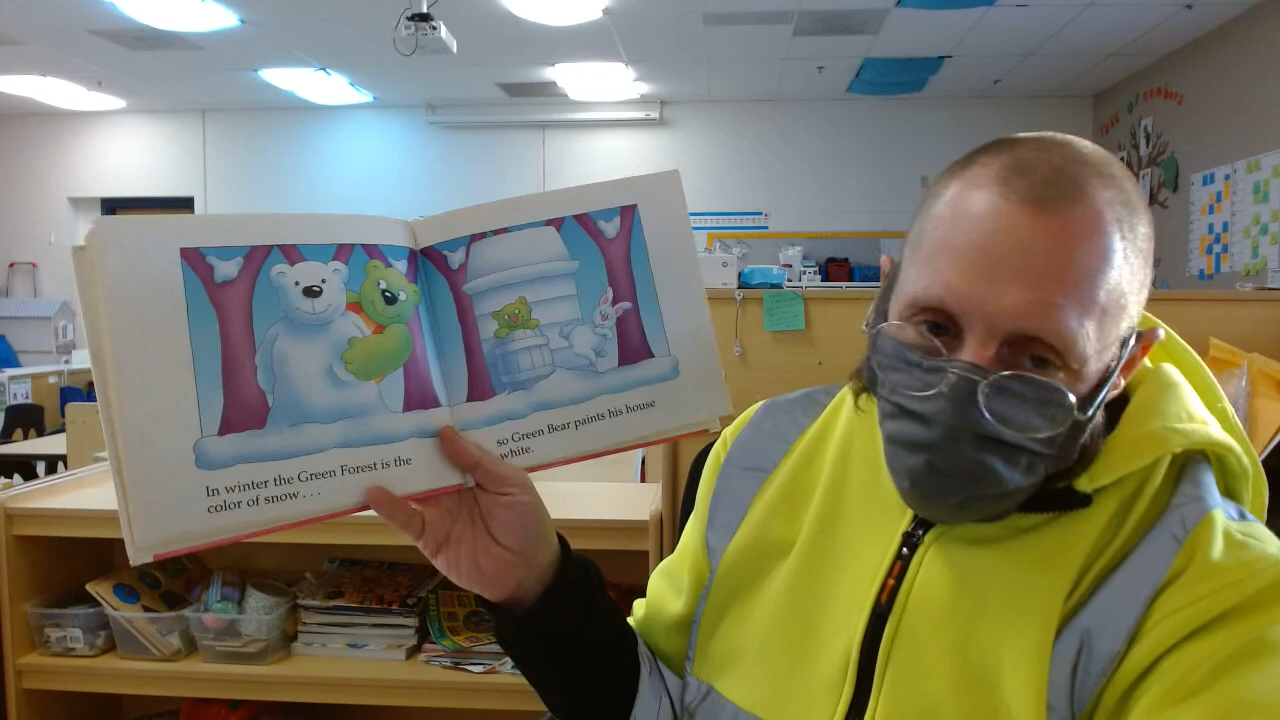 In winter the Green Forest is the
color of snow . . .
so Green Bear paints his house
white.